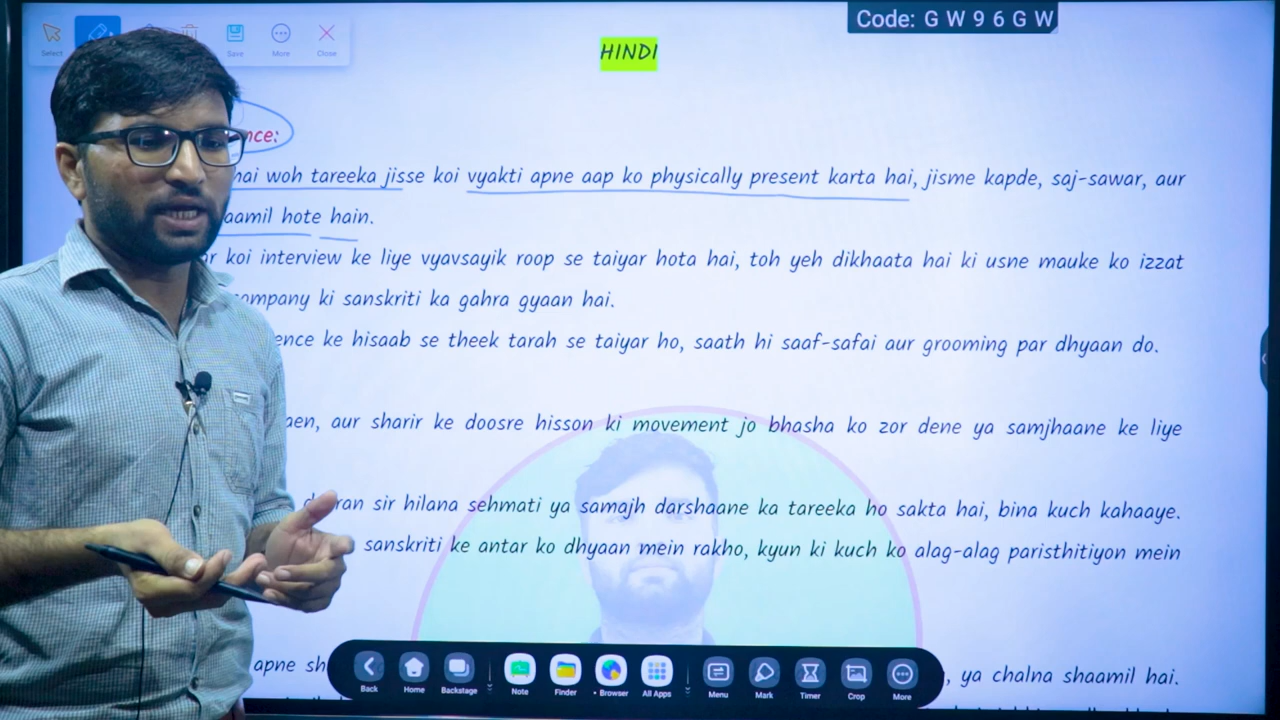 Code: G W 9 6 G W
Select Save More Close
HINDI
nce:
hai woh tareeka jisse koi vyakti apne aap ko physically present karta hai, jisme kapde, saj-sawar, aur
aamil hote hain.
ar koi interview ke liye vyavsayik roop se taiyar hota hai, toh yeh dikhaata hai ki usne mauke ko izzat
company ki sanskriti ka gahra gyaan hai.
ence ke hisaab se theek tarah se taiyar ho, saath hi saaf-safai aur grooming par dhyaan do.
aen, aur sharir ke doosre hisson ki movement jo bhasha ko zor dene ya samjhaane ke liye
ran sir hilana sehmati ya samajh darshaane ka tareeka ho sakta hai, bina kuch kahaaye.
sanskriti ke antar ko dhyaan mein rakho, kyun ki kuch ko alag-alag paristhitiyon mein
apne sh , ya chalna shaamil hai.
Back Home Backstage Note Finder Browser All Apps Menu Mark Timer Crop More